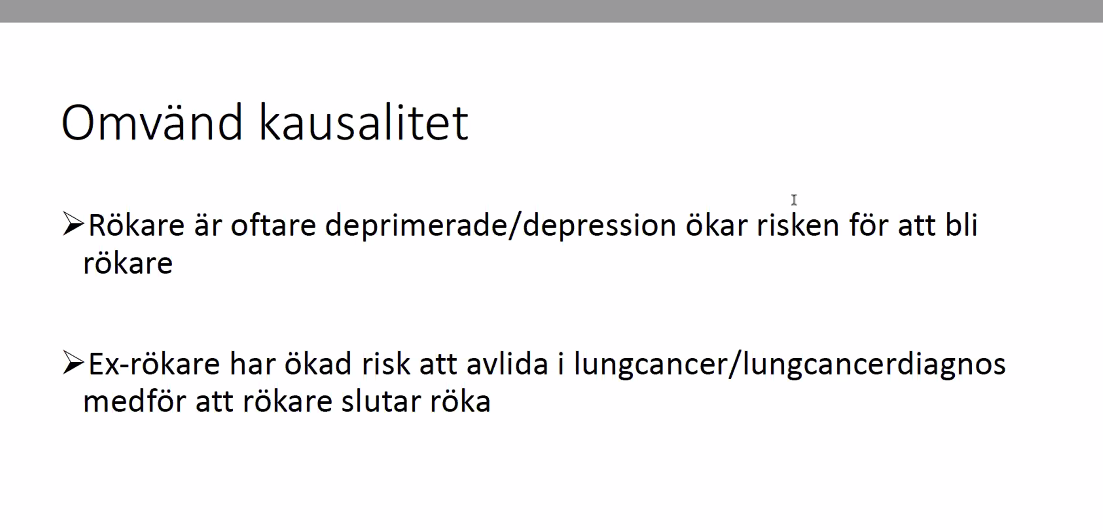 Omvänd kausalitet
➢Rökare är oftare deprimerade/depression ökar risken för att bli
rökare
➢Ex-rökare har ökad risk att avlida i lungcancer/lungcancerdiagnos
medför att rökare slutar röka